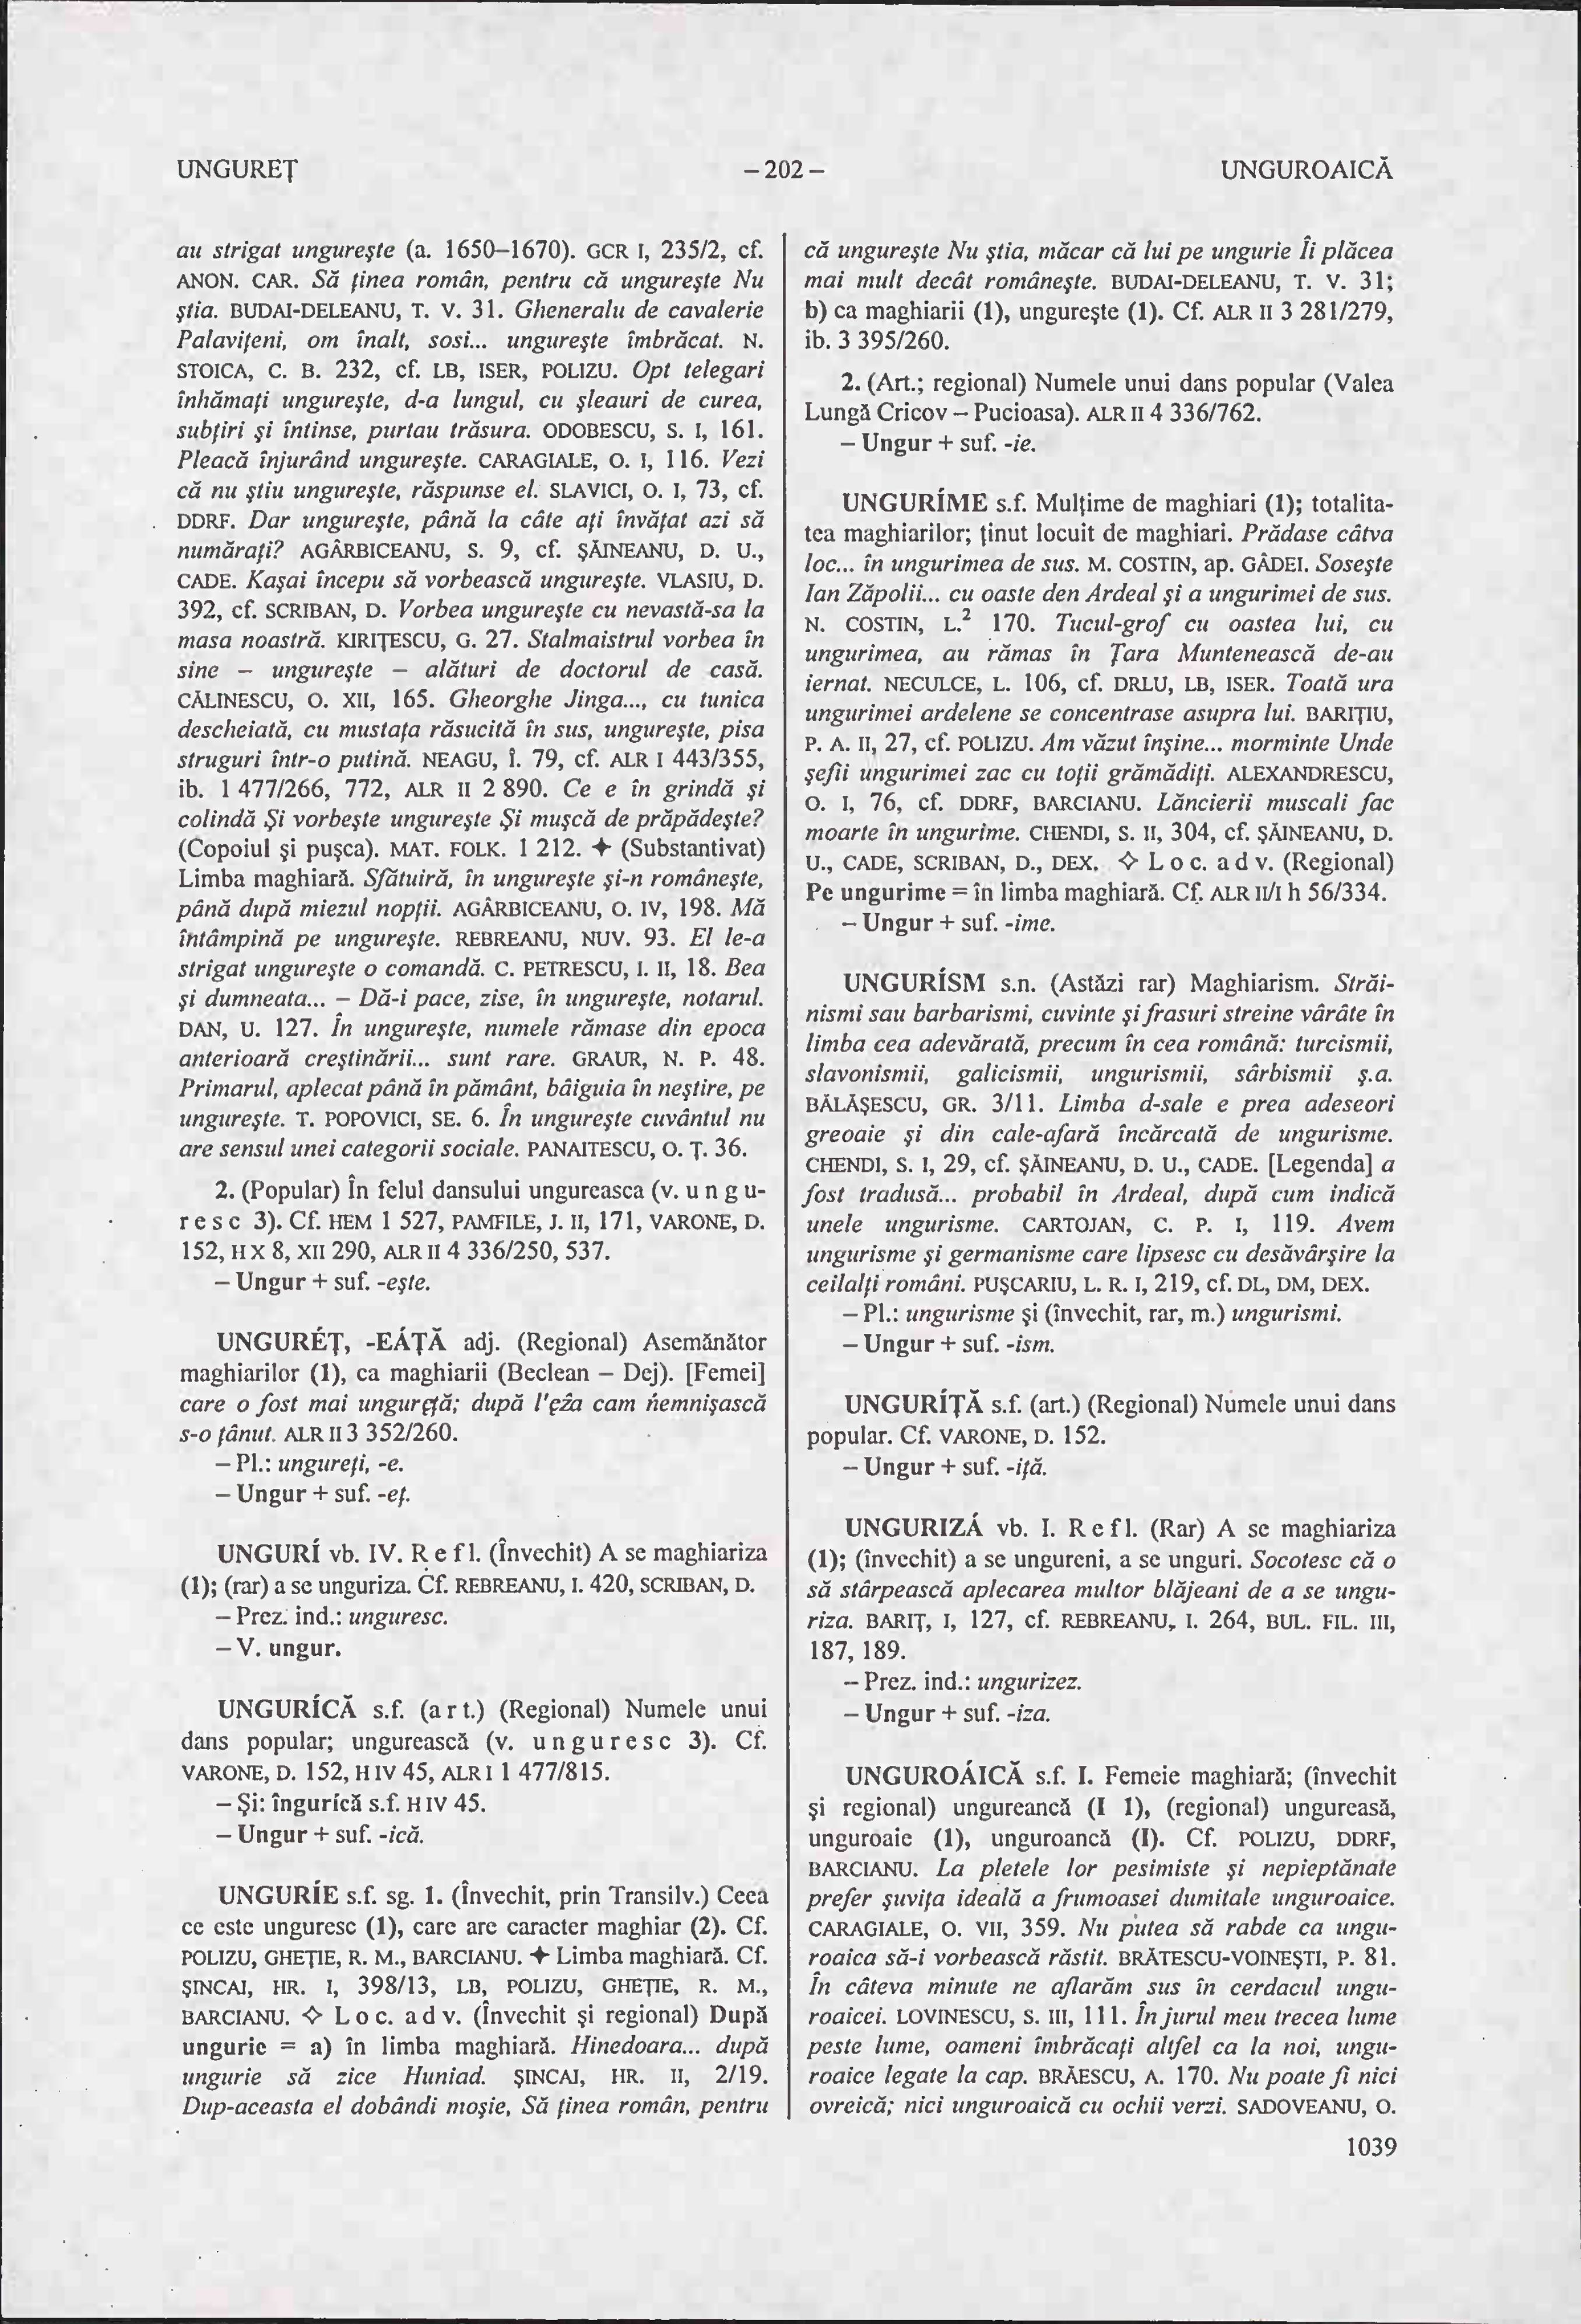 UNGUREŢ
– 202 –
UNGUROAICĂ
au strigat ungureşte (a. 1650–1670). GCR I, 235/2, cf.
ANON. CAR. Să ţinea român, pentru că ungureşte Nu
ştia. BUDAI-DELEANU, T. V. 31. Gheneralu de cavalerie
Palaviţeni, om înalt, sosi... ungureşte îmbrăcat. N.
STOICA, C. B. 232, cf. LB, ISER, POLIZU. Opt telegari
înhămaţi ungureşte, d-a lungul, cu şleauri de curea,
subţiri şi întinse, purtau trăsura. ODOBESCU, S. I, 161.
Pleacă înjurând ungureşte. CARAGIALE, O. I, 116. Vezi
că nu ştiu ungureşte, răspunse el. SLAVICI, O. I, 73, cf.
DDRF. Dar ungureşte, până la câte aţi învăţat azi să
număraţi? AGÂRBICEANU, S. 9, cf. ŞĂINEANU, D. U.,
CADE. Kaşai începu să vorbească ungureşte. VLASIU, D.
392, cf. SCRIBAN, D. Vorbea ungureşte cu nevastă-sa la
masa noastră. KIRIŢESCU, G. 27. Stalmaistrul vorbea în
sine – ungureşte – alături de doctorul de casă.
CĂLINESCU, O. XII, 165. Gheorghe Jinga..., cu tunica
descheiată, cu mustaţa răsucită în sus, ungureşte, pisa
struguri într-o putină. NEAGU, Î. 79, cf. ALR I 443/355,
ib. 1 477/266, 772, ALR II 2 890. Ce e în grindă şi
colindă Şi vorbeşte ungureşte Şi muşcă de prăpădeşte?
(Copoiul şi puşca). MAT. FOLK. 1 212. ✦ (Substantivat)
Limba maghiară. Sfătuiră, în ungureşte şi-n româneşte,
până după miezul nopţii. AGÂRBICEANU, O. IV, 198. Mă
întâmpină pe ungureşte. REBREANU, NUV. 93. El le-a
strigat ungureşte o comandă. C. PETRESCU, I. II, 18. Bea
şi dumneata... – Dă-i pace, zise, în ungureşte, notarul.
DAN, U. 127. În ungureşte, numele rămase din epoca
anterioară creştinării... sunt rare. GRAUR, N. P. 48.
Primarul, aplecat până în pământ, bâiguia în neştire, pe
ungureşte. T. POPOVICI, SE. 6. În ungureşte cuvântul nu
are sensul unei categorii sociale. PANAITESCU, O. Ţ. 36.
2. (Popular) În felul dansului ungureasca (v. u n g u-
r e s c 3). Cf. HEM 1 527, PAMFILE, J. II, 171, VARONE, D.
152, H X 8, XII 290, ALR II 4 336/250, 537.
– Ungur + suf. -eşte.
UNGURÉŢ, -EÁŢĂ adj. (Regional) Asemănător
maghiarilor (1), ca maghiarii (Beclean – Dej). [Femei]
care o fost mai unguręţă; după l'ęźa cam ńemnişască
s-o ţânut. ALR II 3 352/260.
– Pl.: ungureţi, -e.
– Ungur + suf. -eţ.
UNGURÍ vb. IV. R e f l. (Învechit) A se maghiariza
(1); (rar) a se unguriza. Cf. REBREANU, I. 420, SCRIBAN, D.
– Prez. ind.: unguresc.
– V. ungur.
UNGURÍCĂ s.f. (a r t.) (Regional) Numele unui
dans popular; ungurească (v. u n g u r e s c 3). Cf.
VARONE, D. 152, H IV 45, ALR I 1 477/815.
– Şi: îngurícă s.f. H IV 45.
– Ungur + suf. -ică.
UNGURÍE s.f. sg. 1. (Învechit, prin Transilv.) Ceea
ce este unguresc (1), care are caracter maghiar (2). Cf.
POLIZU, GHEŢIE, R. M., BARCIANU. ✦ Limba maghiară. Cf.
ŞINCAI, HR. I, 398/13, LB, POLIZU, GHEŢIE, R. M.,
BARCIANU. ✧ L o c. a d v. (Învechit şi regional) După
ungurie = a) în limba maghiară. Hinedoara... după
ungurie să zice Huniad. ŞINCAI, HR. II, 2/19.
Dup-aceasta el dobândi moşie, Să ţinea român, pentru
că ungureşte Nu ştia, măcar că lui pe ungurie Îi plăcea
mai mult decât româneşte. BUDAI-DELEANU, T. V. 31;
b) ca maghiarii (1), ungureşte (1). Cf. ALR II 3 281/279,
ib. 3 395/260.
2. (Art.; regional) Numele unui dans popular (Valea
Lungă Cricov – Pucioasa). ALR II 4 336/762.
– Ungur + suf. -ie.
UNGURÍME s.f. Mulţime de maghiari (1); totalita-
tea maghiarilor; ţinut locuit de maghiari. Prădase câtva
loc... în ungurimea de sus. M. COSTIN, ap. GÂDEI. Soseşte
Ian Zăpolii... cu oaste den Ardeal şi a ungurimei de sus.
N. COSTIN, L.² 170. Tucul-grof cu oastea lui, cu
ungurimea, au rămas în Ţara Muntenească de-au
iernat. NECULCE, L. 106, cf. DRLU, LB, ISER. Toată ura
ungurimei ardelene se concentrase asupra lui. BARIŢIU,
P. A. II, 27, cf. POLIZU. Am văzut înşine... morminte Unde
şefii ungurimei zac cu toţii grămădiţi. ALEXANDRESCU,
O. I, 76, cf. DDRF, BARCIANU. Lăncierii muscali fac
moarte în ungurime. CHENDI, S. II, 304, cf. ŞĂINEANU, D.
U., CADE, SCRIBAN, D., DEX. ✧ L o c. a d v. (Regional)
Pe ungurime = în limba maghiară. Cf. ALR II/I h 56/334.
– Ungur + suf. -ime.
UNGURÍSM s.n. (Astăzi rar) Maghiarism. Străi-
nismi sau barbarismi, cuvinte şi frasuri streine vârâte în
limba cea adevărată, precum în cea română: turcismii,
slavonismii, galicismii, ungurismii, sârbismii ş.a.
BĂLĂŞESCU, GR. 3/11. Limba d-sale e prea adeseori
greoaie şi din cale-afară încărcată de ungurisme.
CHENDI, S. I, 29, cf. ŞĂINEANU, D. U., CADE. [Legenda] a
fost tradusă... probabil în Ardeal, după cum indică
unele ungurisme. CARTOJAN, C. P. I, 119. Avem
ungurisme şi germanisme care lipsesc cu desăvârşire la
ceilalţi români. PUŞCARIU, L. R. I, 219, cf. DL, DM, DEX.
– Pl.: ungurisme şi (învechit, rar, m.) ungurismi.
– Ungur + suf. -ism.
UNGURÍŢĂ s.f. (art.) (Regional) Numele unui dans
popular. Cf. VARONE, D. 152.
– Ungur + suf. -iţă.
UNGURIZÁ vb. I. R e f l. (Rar) A se maghiariza
(1); (învechit) a se ungureni, a se unguri. Socotesc că o
să stârpească aplecarea multor blăjeani de a se ungu-
riza. BARIŢ, I, 127, cf. REBREANU, I. 264, BUL. FIL. III,
187, 189.
– Prez. ind.: ungurizez.
– Ungur + suf. -iza.
UNGUROÁICĂ s.f. I. Femeie maghiară; (învechit
şi regional) ungureancă (I 1), (regional) ungureasă,
unguroaie (1), unguroancă (I). Cf. POLIZU, DDRF,
BARCIANU. La pletele lor pesimiste şi nepieptănate
prefer şuviţa ideală a frumoasei dumitale unguroaice.
CARAGIALE, O. VII, 359. Nu putea să rabde ca ungu-
roaica să-i vorbească răstit. BRĂTESCU-VOINEŞTI, P. 81.
În câteva minute ne aflarăm sus în cerdacul ungu-
roaicei. LOVINESCU, S. III, 111. În jurul meu trecea lume
peste lume, oameni îmbrăcaţi altfel ca la noi, ungu-
roaice legate la cap. BRĂESCU, A. 170. Nu poate fi nici
ovreică; nici unguroaică cu ochii verzi. SADOVEANU, O.
1039